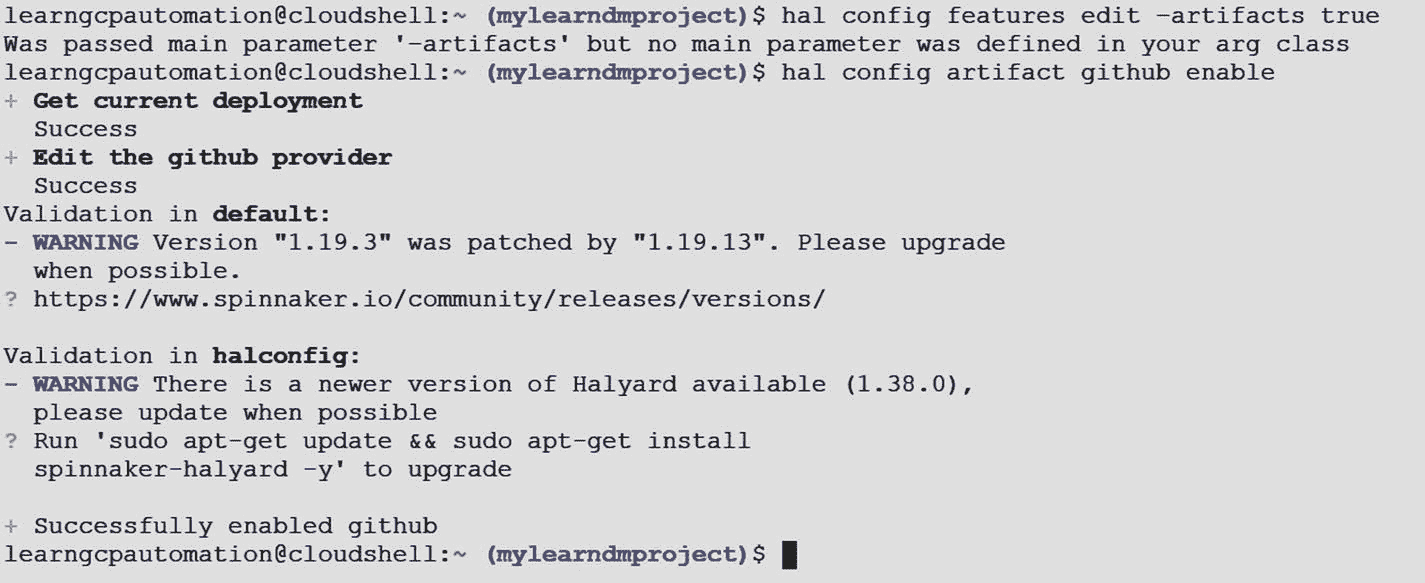 learngcpautomation@cloudshell:~ (mylearndmproject)$ hal config features edit -artifacts true
Was passed main parameter '-artifacts' but no main parameter was defined in your arg class
learngcpautomation@cloudshell:~ (mylearndmproject)$ hal config artifact github enable
+ Get current deployment
  Success
+ Edit the github provider
  Success
Validation in default:
- WARNING Version "1.19.3" was patched by "1.19.13". Please upgrade
  when possible.
? https://www.spinnaker.io/community/releases/versions/

Validation in halconfig:
- WARNING There is a newer version of Halyard available (1.38.0),
  please update when possible
? Run 'sudo apt-get update && sudo apt-get install
  spinnaker-halyard -y' to upgrade

+ Successfully enabled github
learngcpautomation@cloudshell:~ (mylearndmproject)$